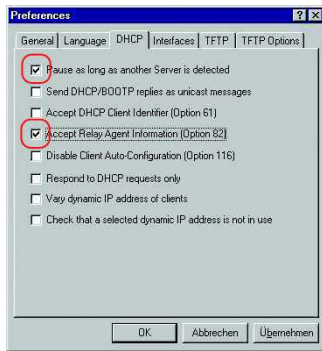 Preferences
General Language DHCP Interfaces TFTP TFTP Options
Pause as long as another Server is detected
Send DHCP/BOOTP replies as unicast messages
Accept DHCP Client Identifier (Option 61)
Accept Relay Agent Information (Option 82)
Disable Client Auto-Configuration (Option 116)
Respond to DHCP requests only
Vary dynamic IP address of clients
Check that a selected dynamic IP address is not in use
OK Abbrechen Übernehmen